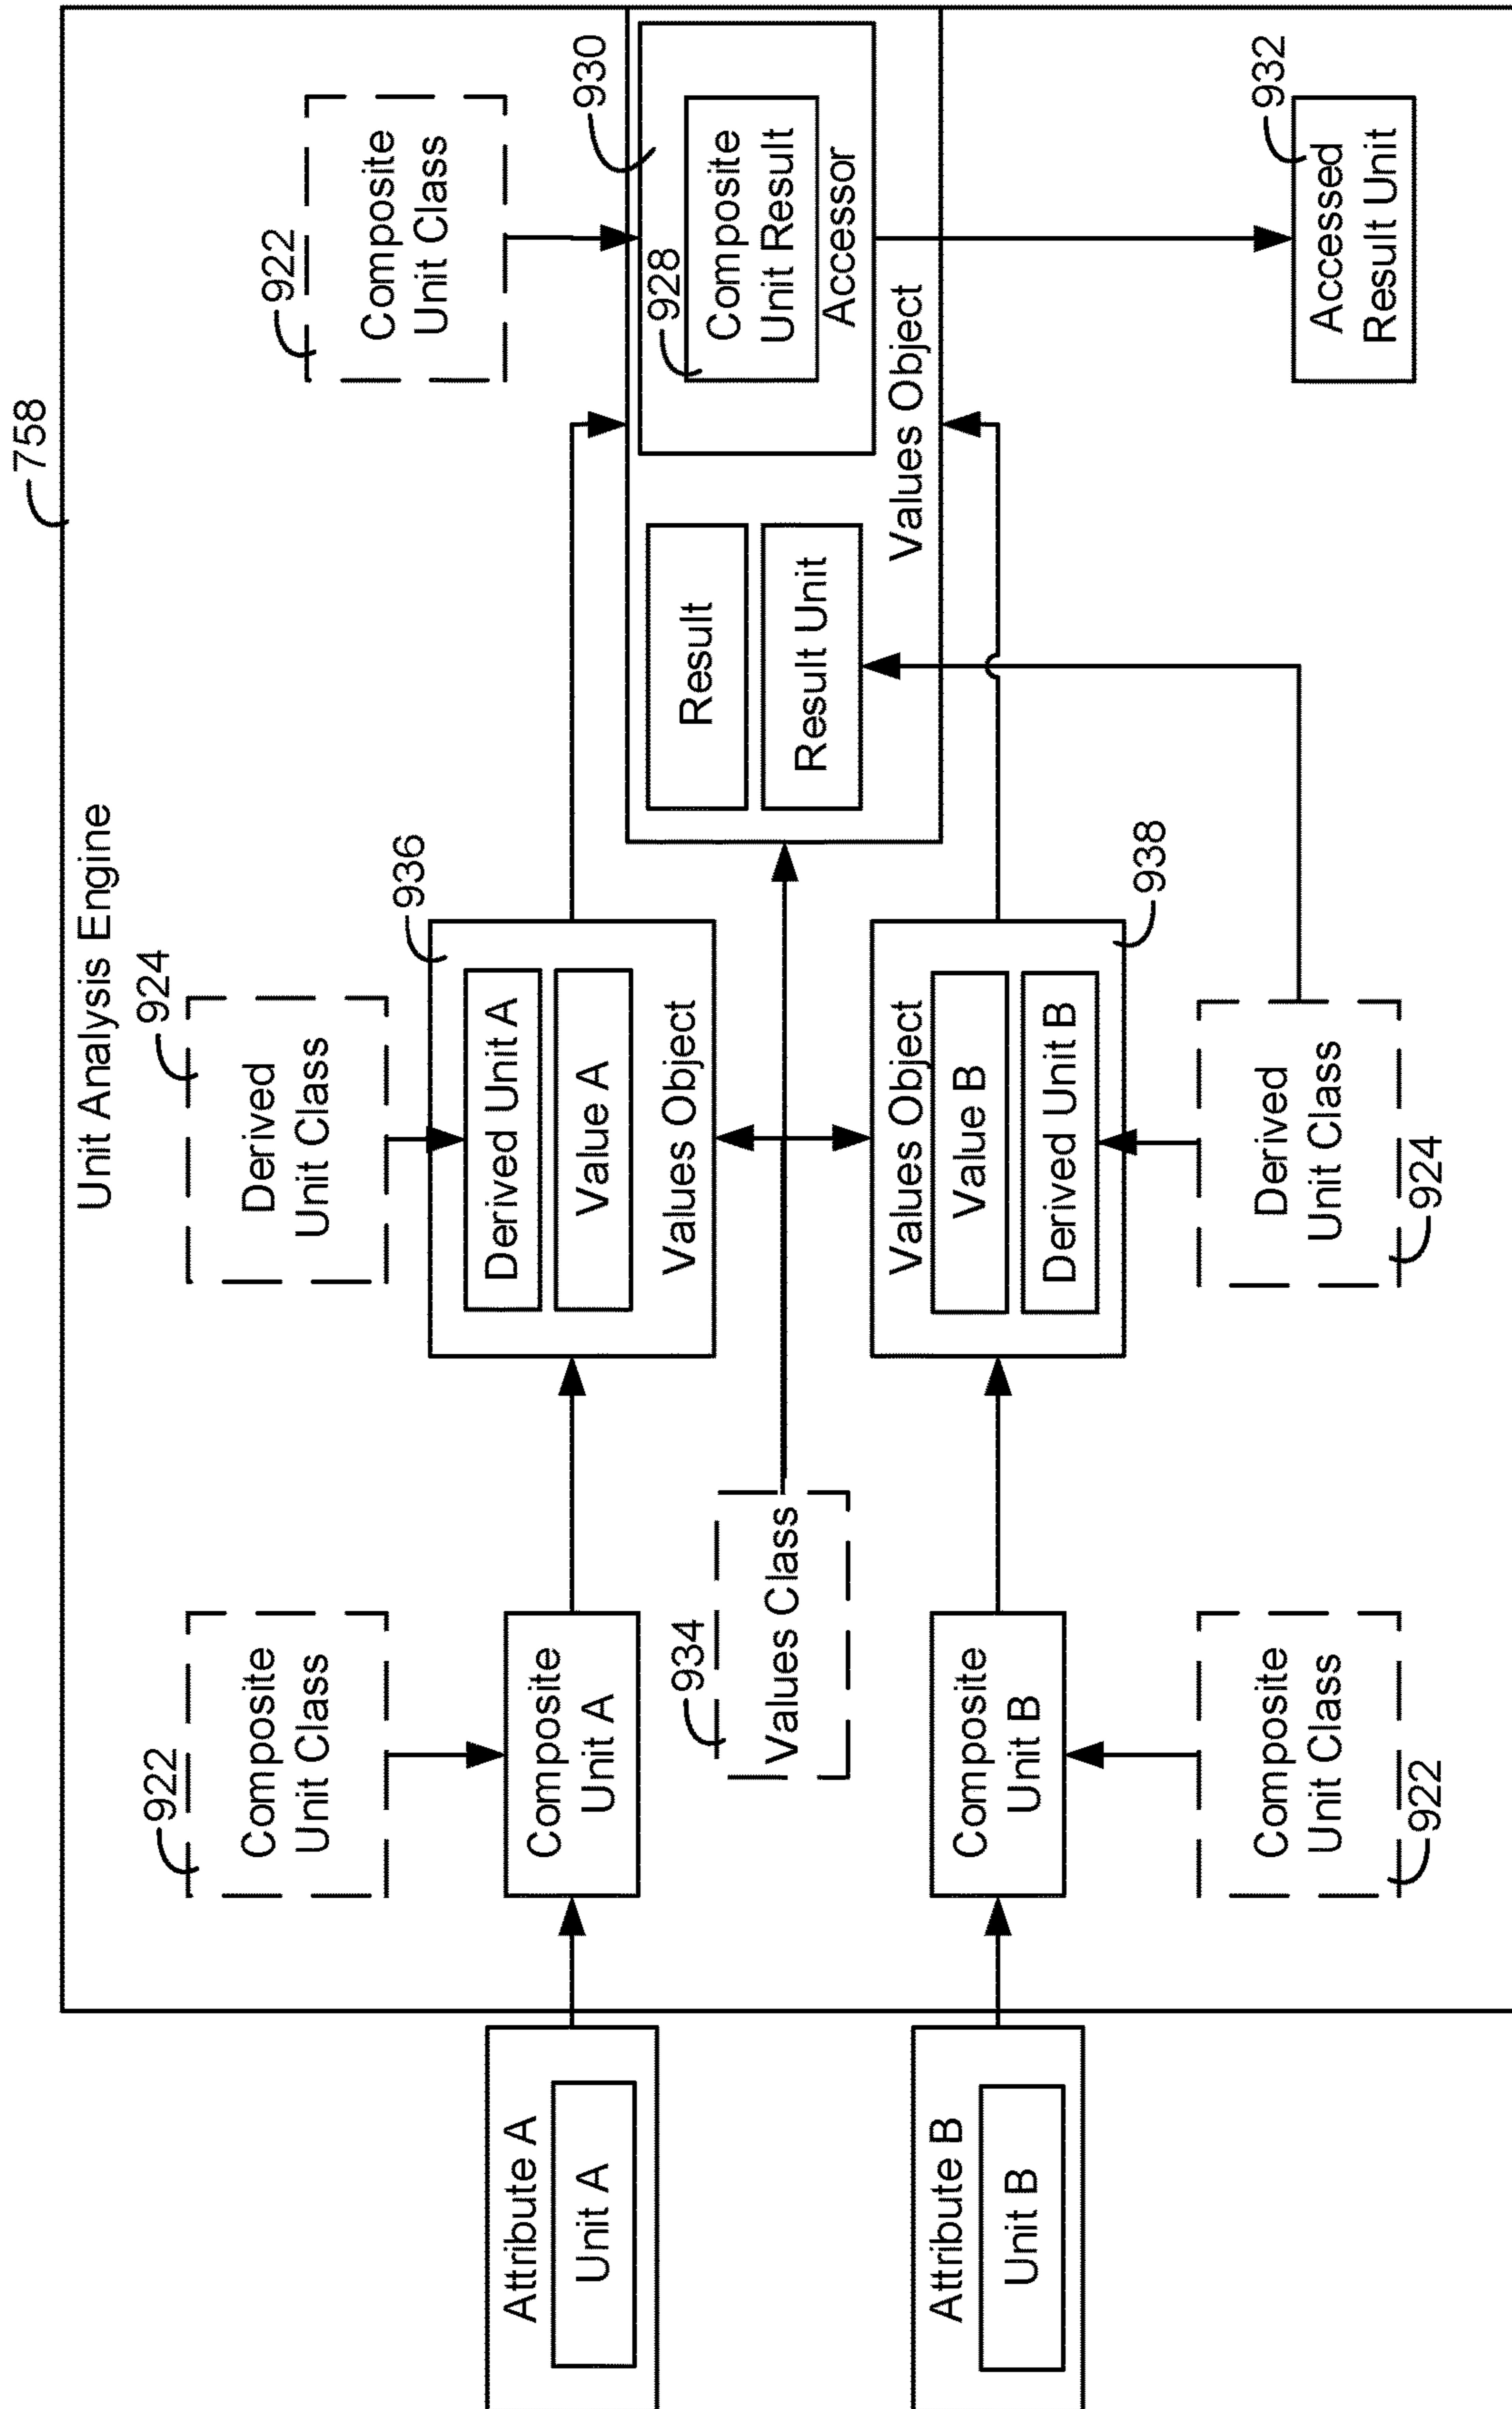 758
Unit Analysis Engine
922
Composite
Unit Class
924
Derived
Unit Class
922
Composite
Unit Class
Attribute A
Unit A
Composite
Unit A
936
Derived Unit A
Value A
Values Object
934
Values Class
Result
Result Unit
Values Object
930
928
Composite
Unit Result
Accessor
Attribute B
Unit B
Composite
Unit B
Values Object
Value B
Derived Unit B
938
922
Composite
Unit Class
924
Derived
Unit Class
932
Accessed
Result Unit